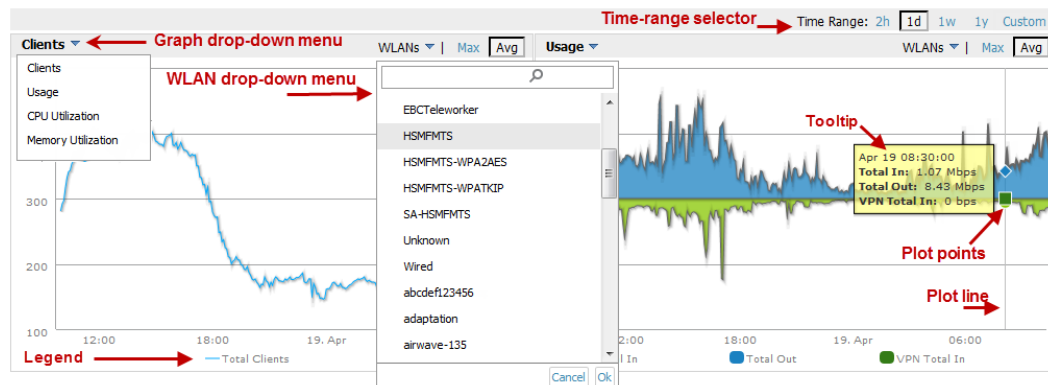 Time-range selector
Time Range: 2h 1d 1w 1y Custom
Clients
Graph drop-down menu
WLANs | Max Avg
Usage
WLANs | Max Avg
Clients
Usage
CPU Utilization
Memory Utilization
WLAN drop-down menu
EBCTeleworker
HSMFMTS
HSMFMTS-WPA2AES
HSMFMTS-WPATKIP
SA-HSMFMTS
Unknown
Wired
abcdef123456
adaptation
airwave-135
Cancel Ok
Tooltip
Apr 19 08:30:00
Total In: 1.07 Mbps
Total Out: 8.43 Mbps
VPN Total In: 0 bps
Plot points
Plot line
300
200
100
12:00 18:00 19. Apr
Legend
Total Clients
2:00 18:00 19. Apr 06:00
l In Total Out VPN Total In